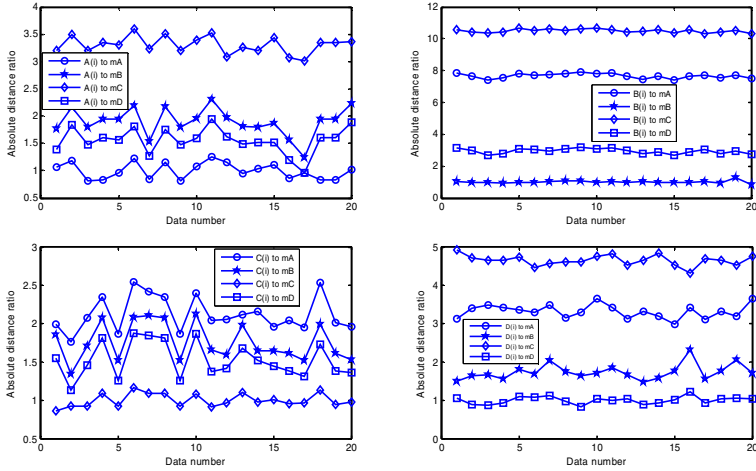 4
3.5
3
2.5
2
1.5
1
0.5
0 5 10 15 20
Absolute distance ratio
Data number
A(i) to mA
A(i) to mB
A(i) to mC
A(i) to mD
12
10
8
6
4
2
0
0 5 10 15 20
Absolute distance ratio
Data number
B(i) to mA
B(i) to mB
B(i) to mC
B(i) to mD
3
2.5
2
1.5
1
0.5
0 5 10 15 20
Absolute distance ratio
Data number
C(i) to mA
C(i) to mB
C(i) to mC
C(i) to mD
5
4
3
2
1
0
0 5 10 15 20
Absolute distance ratio
Data number
D(i) to mA
D(i) to mB
D(i) to mC
D(i) to mD